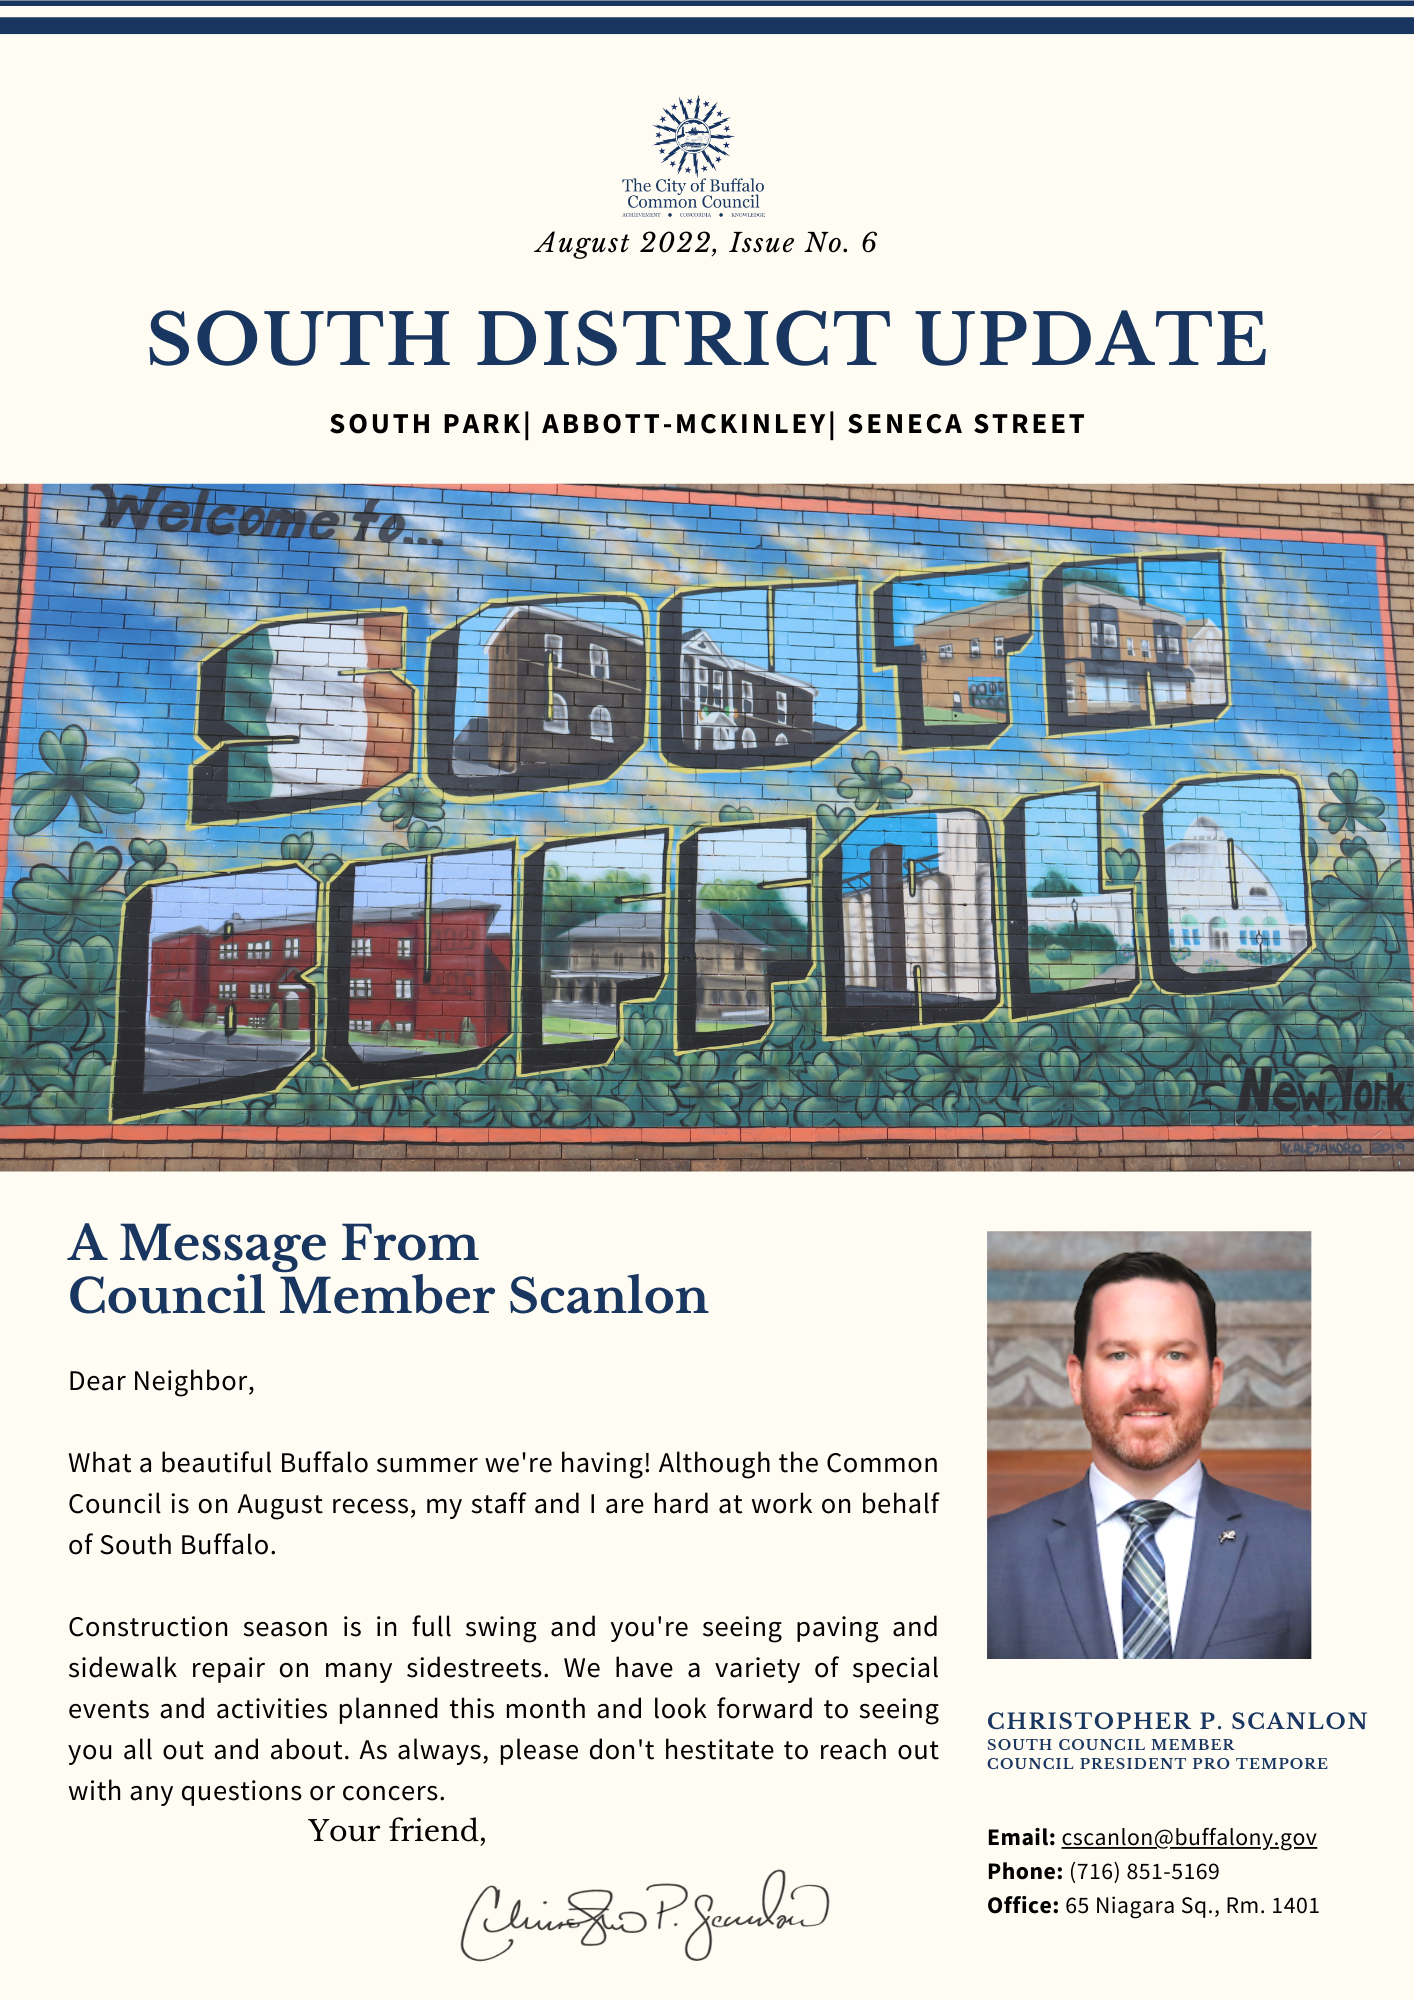 The City of Buffalo
Common Council
ACHIEVEMENT • CONCORDIA • KNOWLEDGE
August 2022, Issue No. 6
SOUTH DISTRICT UPDATE
SOUTH PARK| ABBOTT-MCKINLEY| SENECA STREET
Welcome to...
SOUTH
BUFFALO
New York
V. ALEJANDRO 2019
A Message From
Council Member Scanlon
Dear Neighbor,
What a beautiful Buffalo summer we're having! Although the Common
Council is on August recess, my staff and I are hard at work on behalf
of South Buffalo.
Construction season is in full swing and you're seeing paving and
sidewalk repair on many sidestreets. We have a variety of special
events and activities planned this month and look forward to seeing
you all out and about. As always, please don't hestitate to reach out
with any questions or concers.
Your friend,
Christopher P. Scanlon
CHRISTOPHER P. SCANLON
SOUTH COUNCIL MEMBER
COUNCIL PRESIDENT PRO TEMPORE
Email: cscanlon@buffalony.gov
Phone: (716) 851-5169
Office: 65 Niagara Sq., Rm. 1401